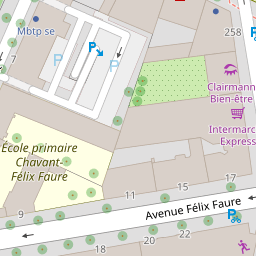 258
Mbtp se
7
P
P
Clairmann
Bien-être
Intermarc
Express
École primaire
Chavant-
Félix Faure
17
15
11
9
Avenue Félix Faure
P
22
20
18